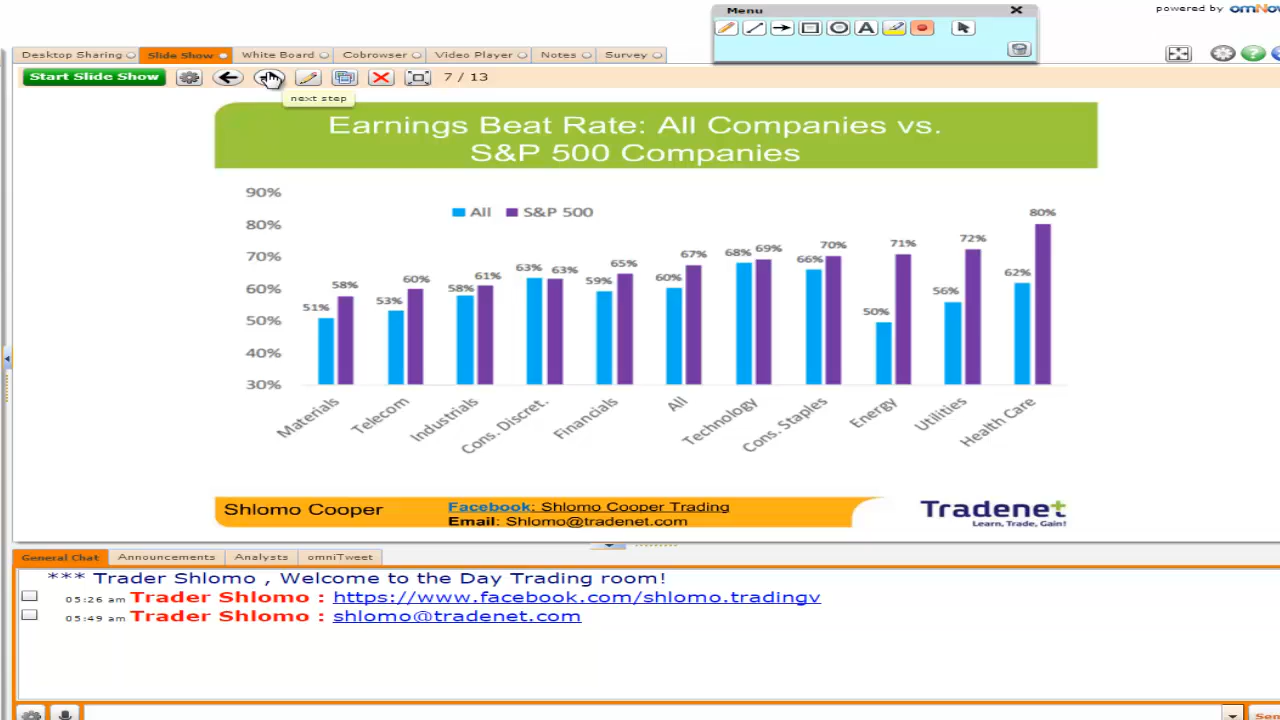 Menu
powered by omNov
Desktop Sharing
Slide Show
White Board
Cobrowser
Video Player
Notes
Survey
A
?
Start Slide Show
7 / 13
next step
Earnings Beat Rate: All Companies vs.
S&P 500 Companies
90%
80%
70%
60%
50%
40%
30%
All
S&P 500
51%
58%
53%
60%
58%
61%
63%
63%
59%
65%
60%
67%
68%
69%
66%
70%
50%
71%
56%
72%
62%
80%
Materials
Telecom
Industrials
Cons. Discret.
Financials
All
Technology
Cons. Staples
Energy
Utilities
Health Care
Shlomo Cooper
Facebook: Shlomo Cooper Trading
Email: Shlomo@tradenet.com
Tradenet
Learn, Trade, Gain!
General Chat
Announcements
Analysts
omniTweet
*** Trader Shlomo , Welcome to the Day Trading room!
05:26 am Trader Shlomo : https://www.facebook.com/shlomo.tradingv
05:49 am Trader Shlomo : shlomo@tradenet.com
Sen